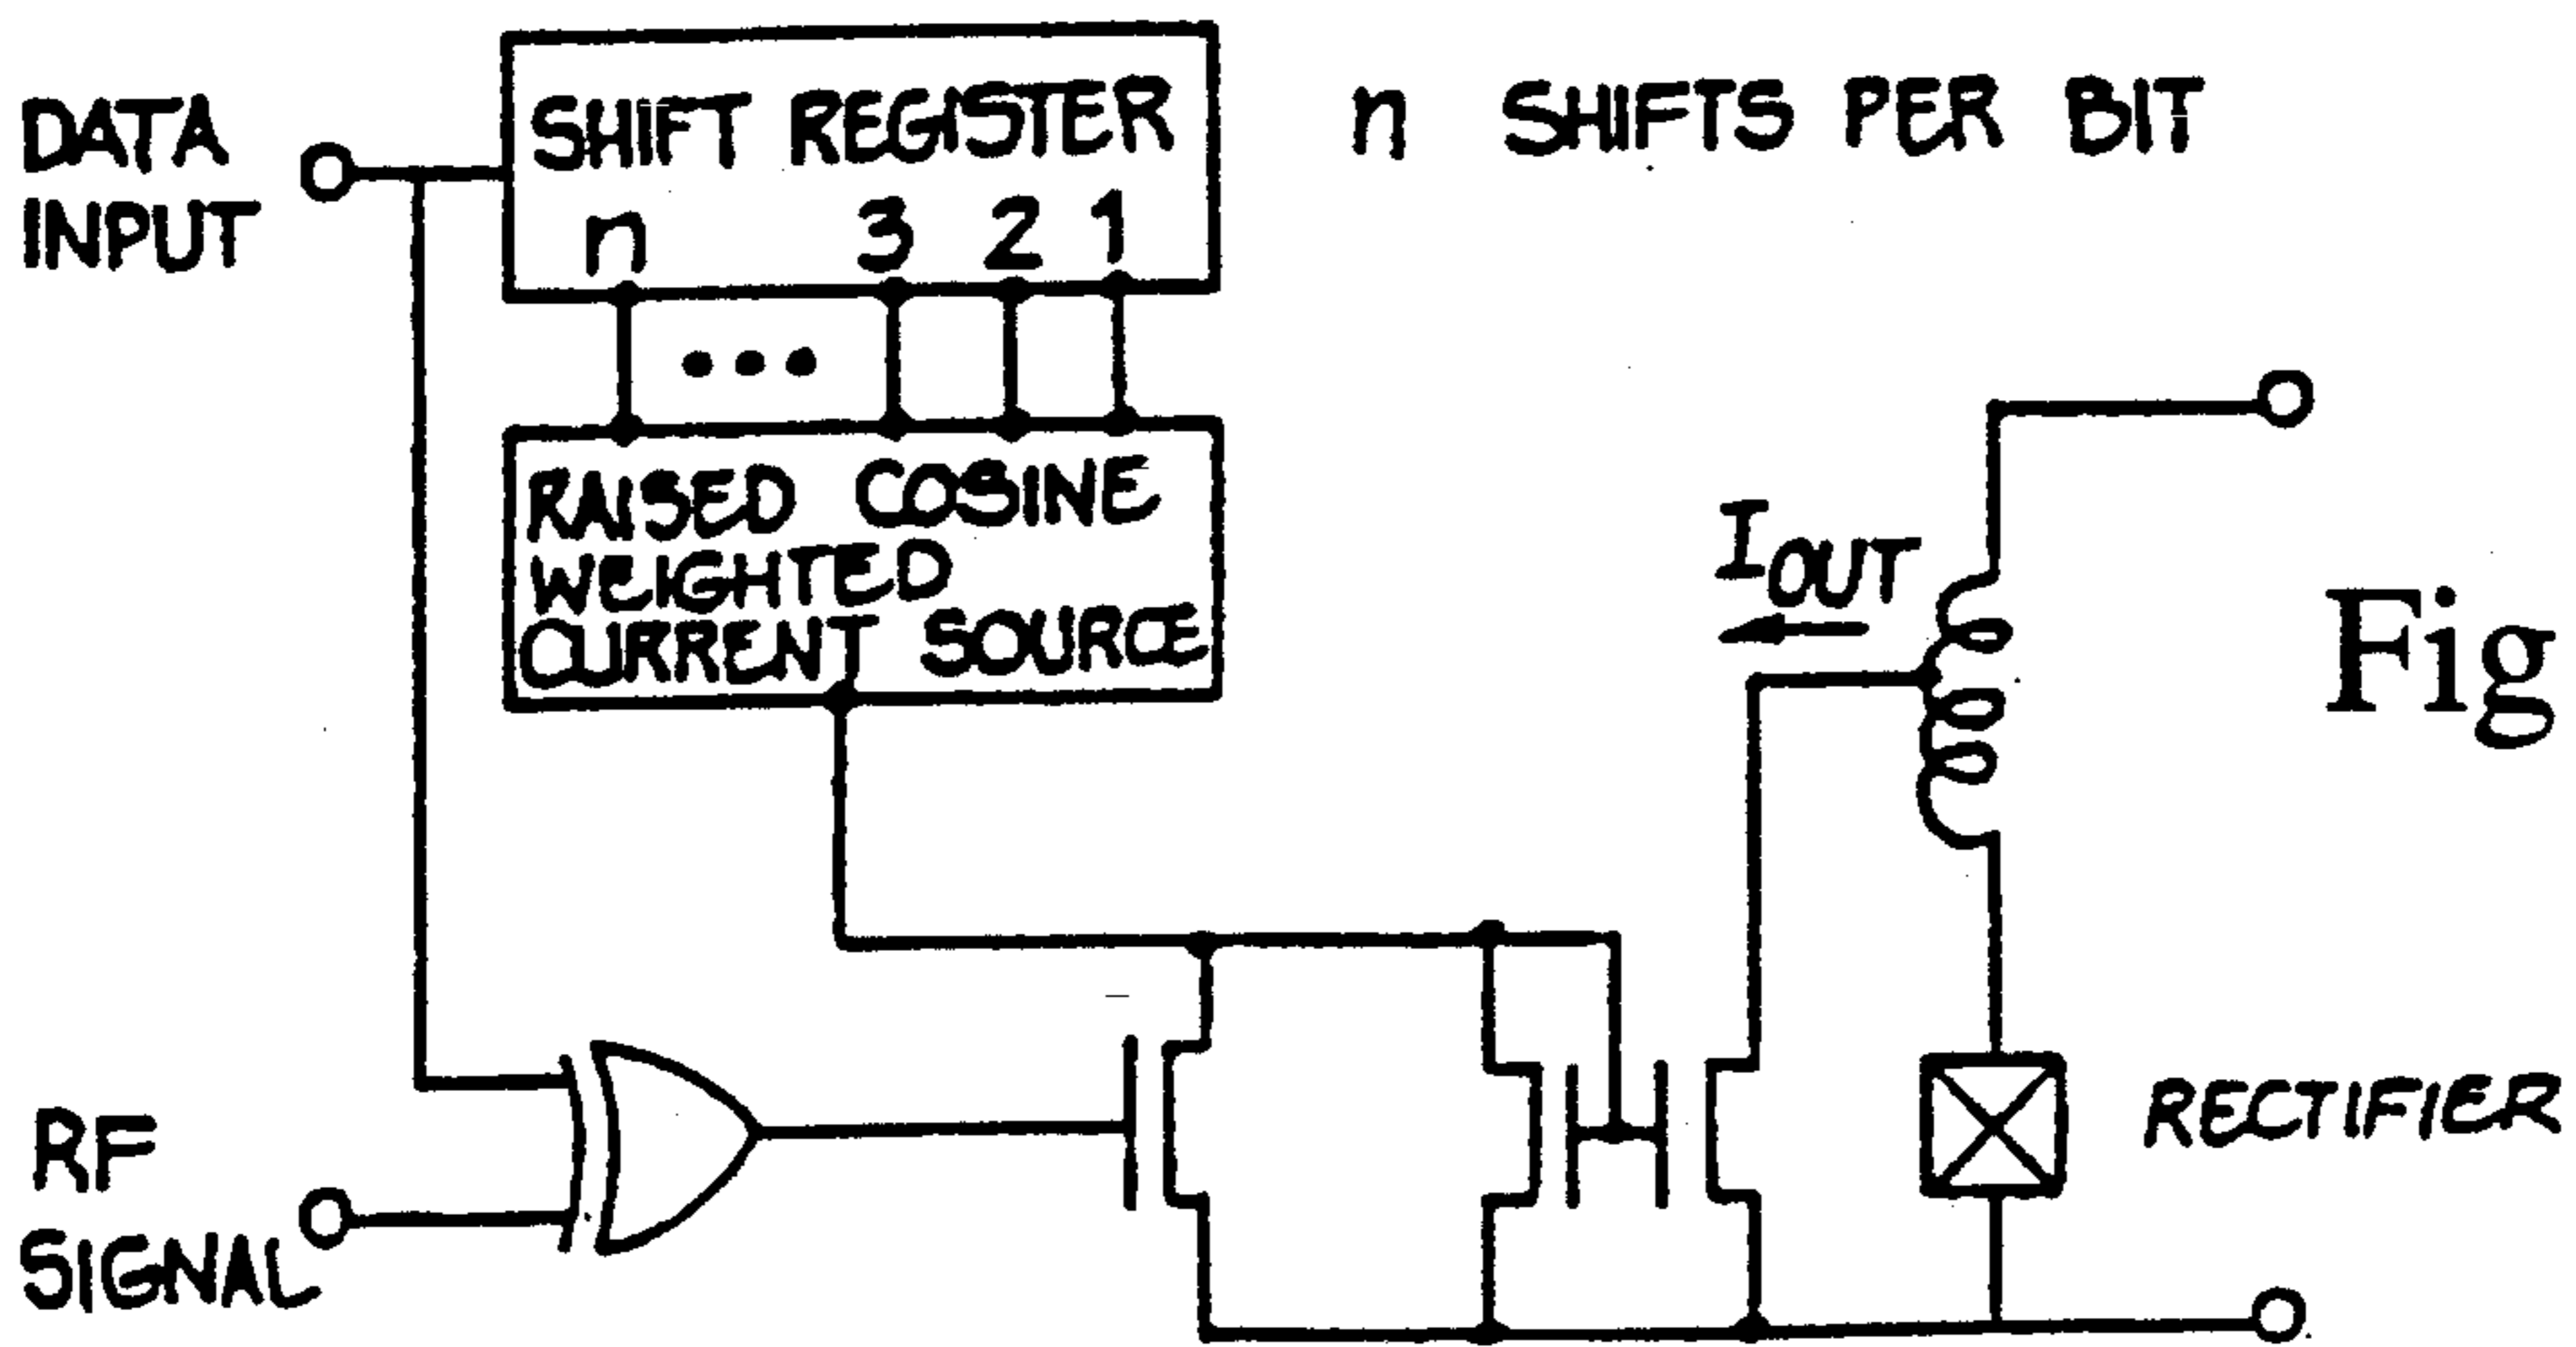 DATA
INPUT
SHIFT REGISTER
n 3 2 1
n SHIFTS PER BIT
RAISED COSINE
WEIGHTED
CURRENT SOURCE
IOUT
Fig
RF
SIGNAL
RECTIFIER